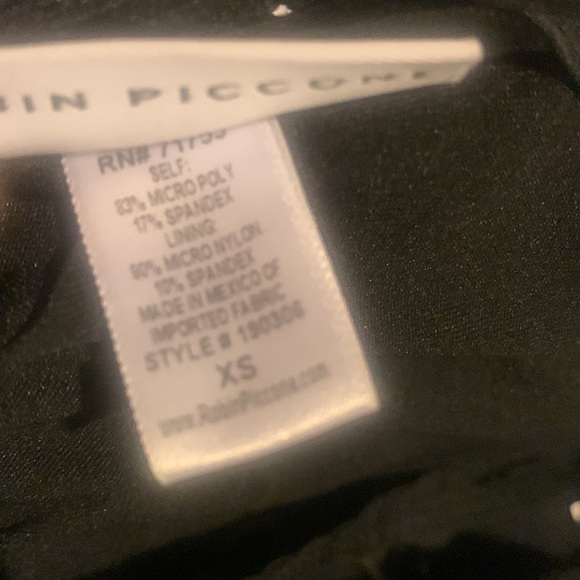 BIN PICCONE
RN# 71755
SELF:
83% MICRO POLY
17% SPANDEX
LINING:
90% MICRO NYLON
10% SPANDEX
MADE IN MEXICO OF
IMPORTED FABRIC
STYLE # 190306
XS
www.RobinPiccone.com